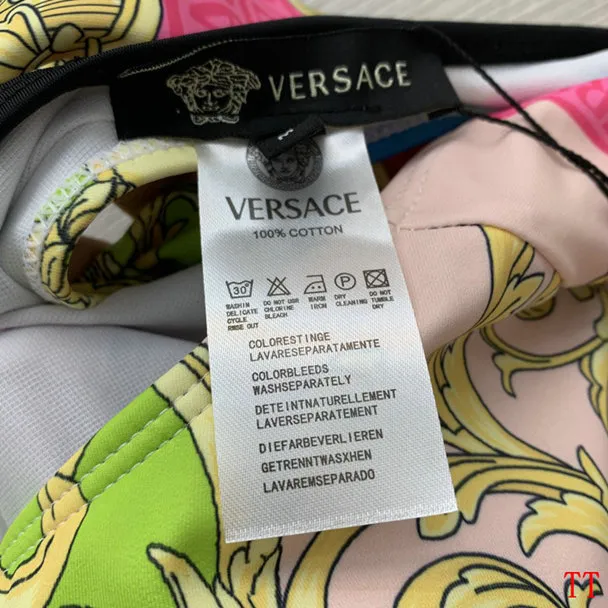 VERSACE
M
VERSACE
100% COTTON
30°
P
WASHIN
DELICATE
CYCLE
RINSE OUT
DO NOT USR
CHLORINE
BLEACH
WARM
IRON
DRY
CLEANING
DO NOT
TUMBLE
DRY
COLORESTINGE
LAVARESEPARATAMENTE
COLORBLEEDS
WASHSEPARATELY
DETEINTNATURELLEMENT
LAVERSEPARATEMENT
DIEFARBEVERLIEREN
GETRENNTWASXHEN
LAVAREMSEPARADO
TT